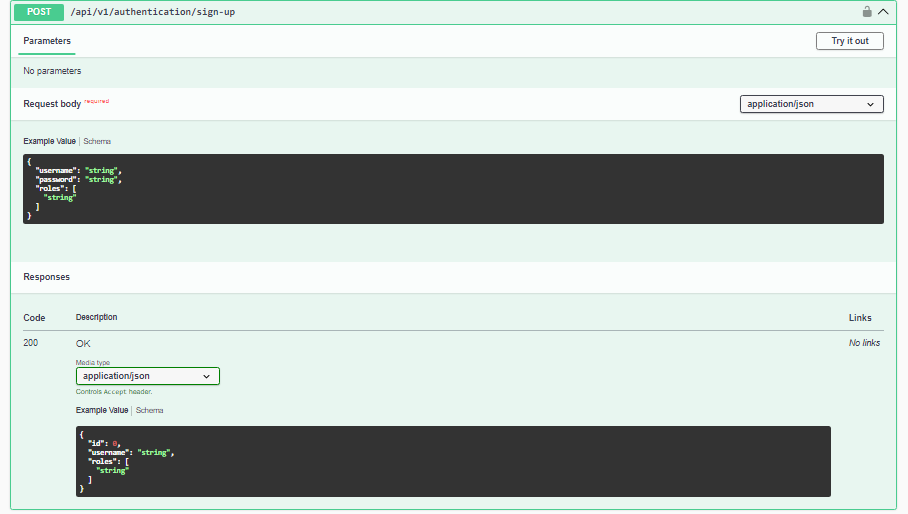 POST /api/v1/authentication/sign-up
Parameters
Try it out
No parameters
Request body required
application/json
Example Value | Schema
{
"username": "string",
"password": "string",
"roles": [
"string"
]
}
Responses
Code Description Links
200 OK No links
Media type
application/json
Controls Accept header.
Example Value | Schema
{
"id": 0,
"username": "string",
"roles": [
"string"
]
}